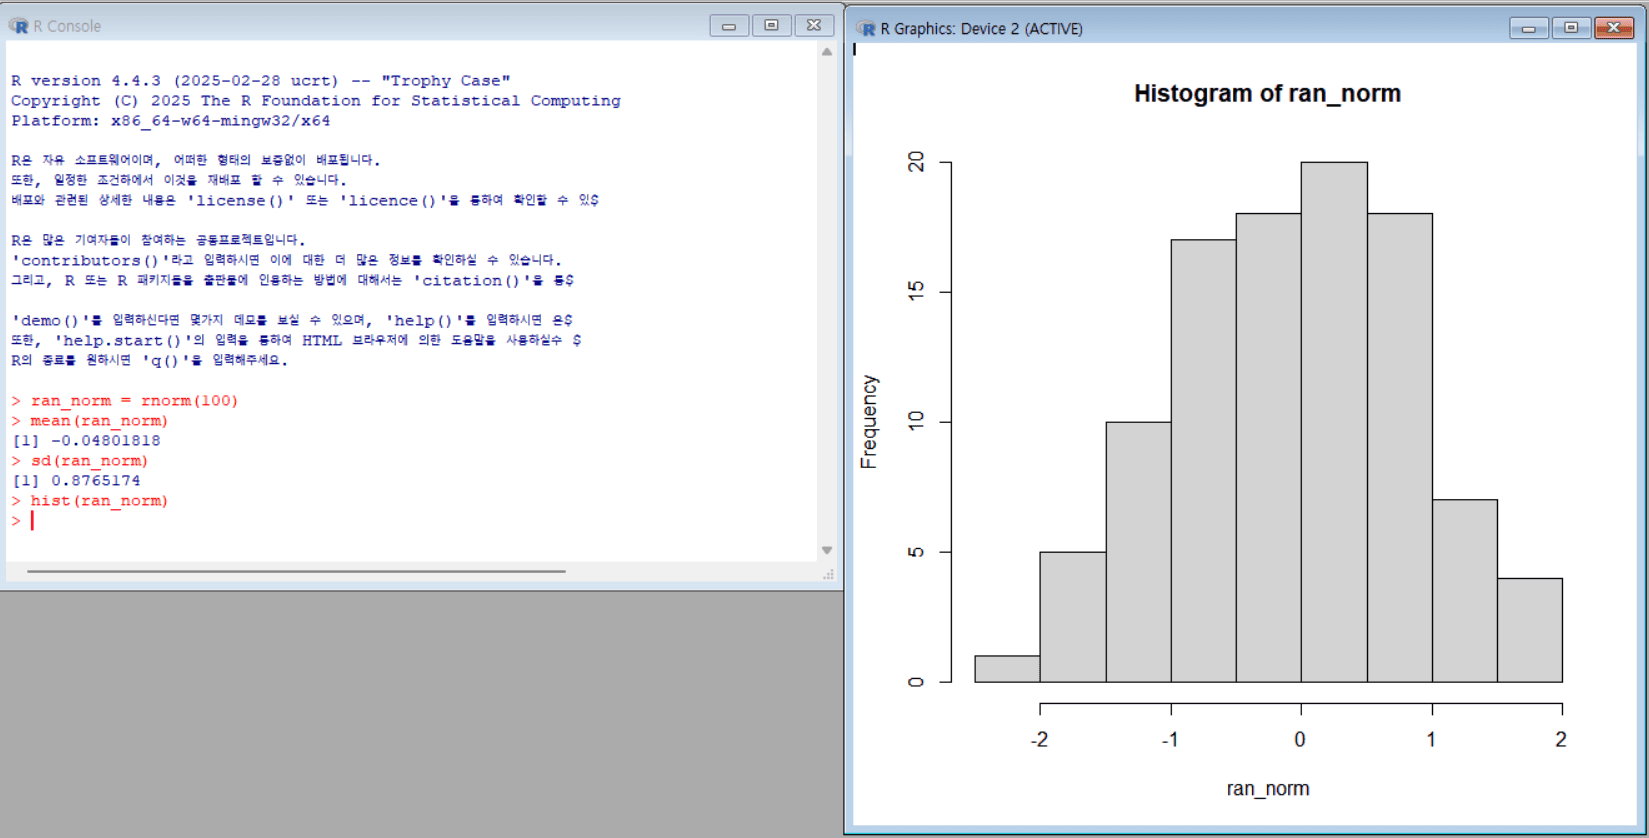 R Console
R version 4.4.3 (2025-02-28 ucrt) -- "Trophy Case"
Copyright (C) 2025 The R Foundation for Statistical Computing
Platform: x86_64-w64-mingw32/x64
R은 자유 소프트웨어이며, 어떠한 형태의 보증없이 배포됩니다.
또한, 일정한 조건하에서 이것을 재배포 할 수 있습니다.
배포와 관련된 상세한 내용은 'license()' 또는 'licence()'을 통하여 확인할 수 있$
R은 많은 기여자들이 참여하는 공동프로젝트입니다.
'contributors()'라고 입력하시면 이에 대한 더 많은 정보를 확인하실 수 있습니다.
그리고, R 또는 R 패키지들을 출판물에 인용하는 방법에 대해서는 'citation()'을 통$
'demo()'를 입력하신다면 몇가지 데모를 보실 수 있으며, 'help()'를 입력하시면 온$
또한, 'help.start()'의 입력을 통하여 HTML 브라우저에 의한 도움말을 사용하실수 $
R의 종료를 원하시면 'q()'을 입력해주세요.
> ran_norm = rnorm(100)
> mean(ran_norm)
[1] -0.04801818
> sd(ran_norm)
[1] 0.8765174
> hist(ran_norm)
>
R Graphics: Device 2 (ACTIVE)
Histogram of ran_norm
Frequency
20
15
10
5
0
-2 -1 0 1 2
ran_norm